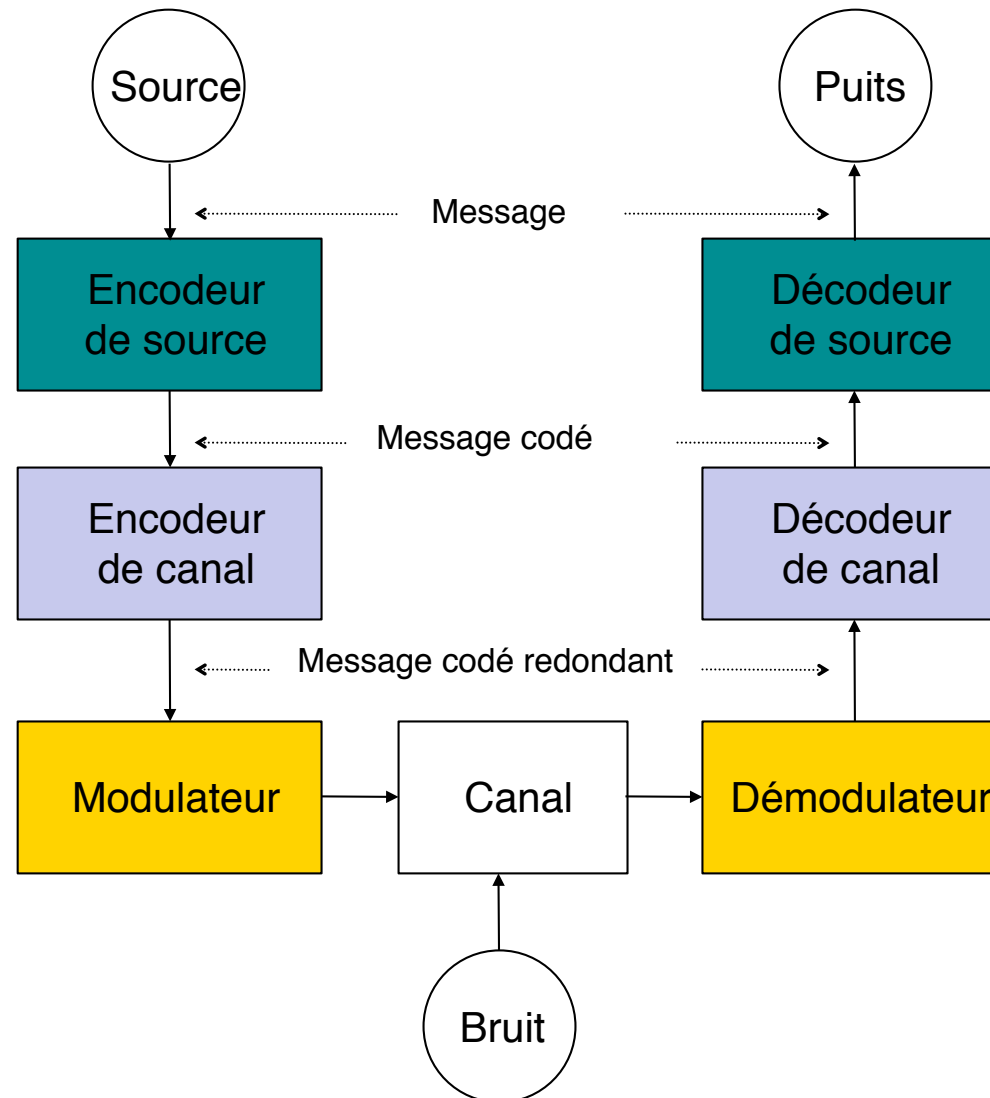 Source
Puits
Message
Encodeur
de source
Décodeur
de source
Message codé
Encodeur
de canal
Décodeur
de canal
Message codé redondant
Modulateur
Canal
Démodulateur
Bruit